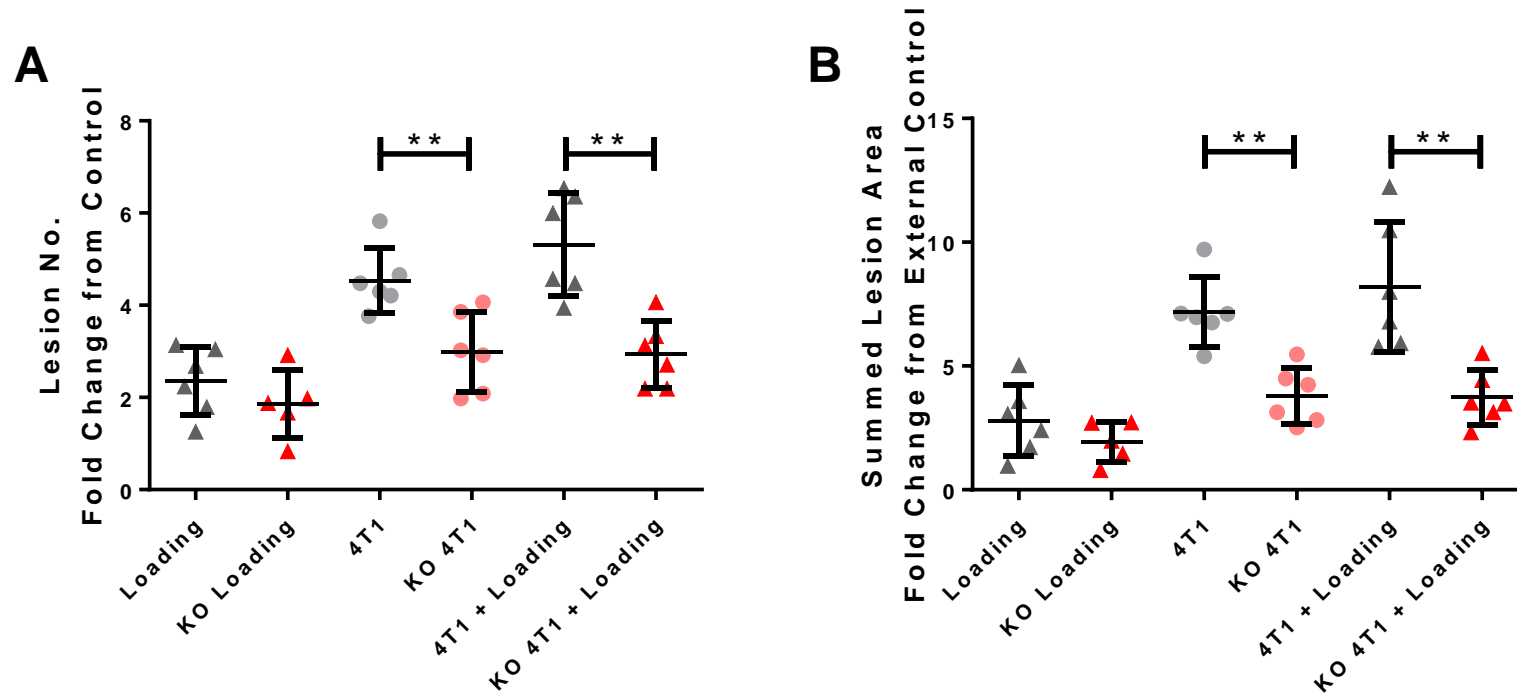 A
Lesion No.
Fold Change from Control
8
6
4
2
0
**
**
Loading
KO Loading
4T1
KO 4T1
4T1 + Loading
KO 4T1 + Loading
B
Summed Lesion Area
Fold Change from External Control
15
10
5
0
**
**
Loading
KO Loading
4T1
KO 4T1
4T1 + Loading
KO 4T1 + Loading